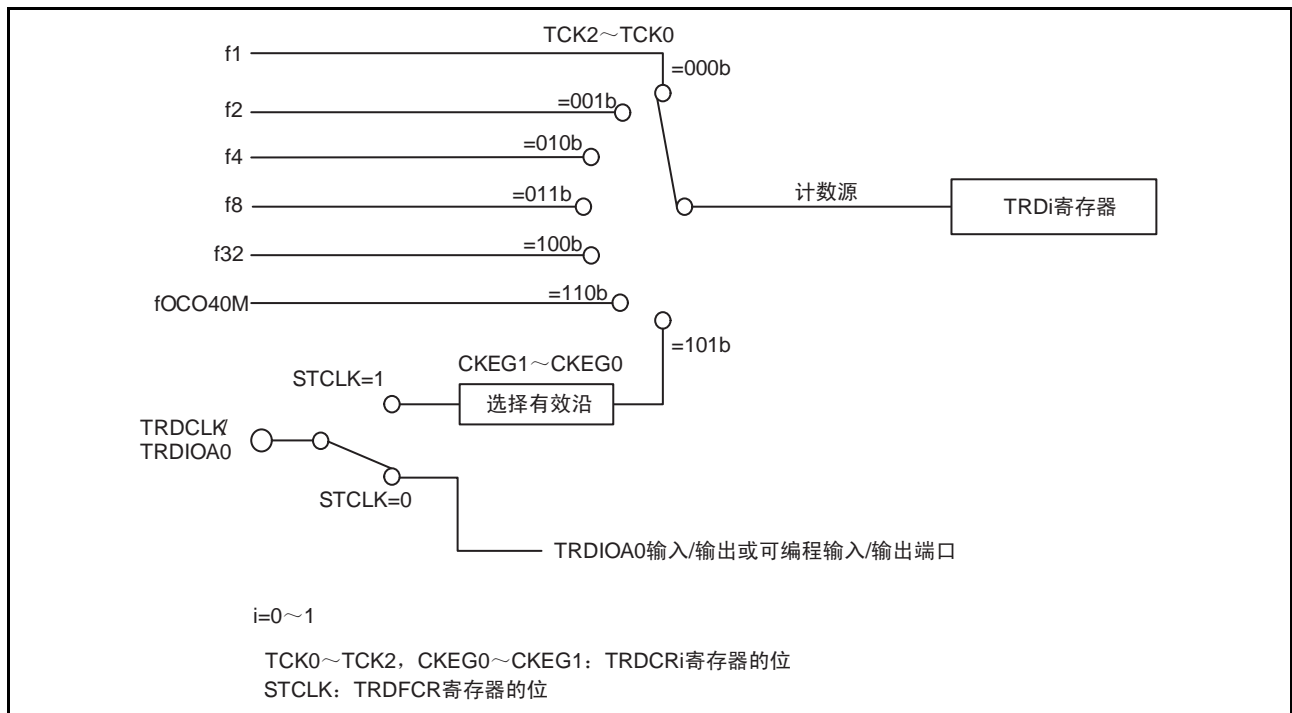 TCK2～TCK0
f1
=000b
f2
=001b
f4
=010b
f8
=011b
计数源
TRDi寄存器
f32
=100b
fOCO40M
=110b
=101b
CKEG1～CKEG0
STCLK=1
选择有效沿
TRDCLK/
TRDIOA0
STCLK=0
TRDIOA0输入/输出或可编程输入/输出端口
i=0～1
TCK0～TCK2，CKEG0～CKEG1：TRDCRi寄存器的位
STCLK：TRDFCR寄存器的位